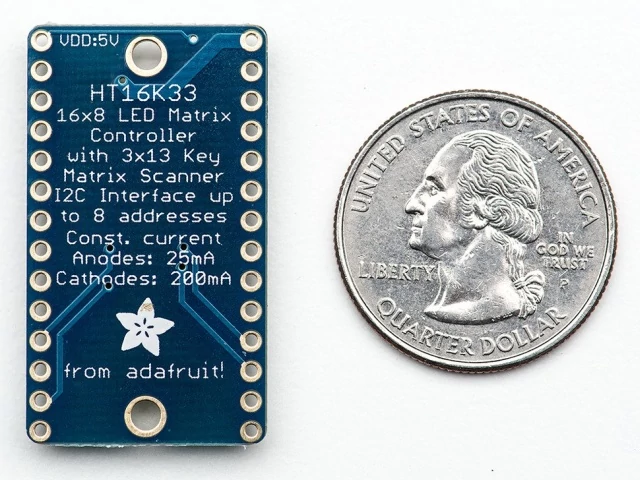 VDD:5V
HT16K33
16x8 LED Matrix
Controller
with 3x13 Key
Matrix Scanner
I2C Interface up
to 8 addresses
Const. current
Anodes: 25mA
Cathodes: 200mA
from adafruit!
UNITED STATES OF AMERICA
LIBERTY
IN
GOD WE
TRUST
P
QUARTER DOLLAR